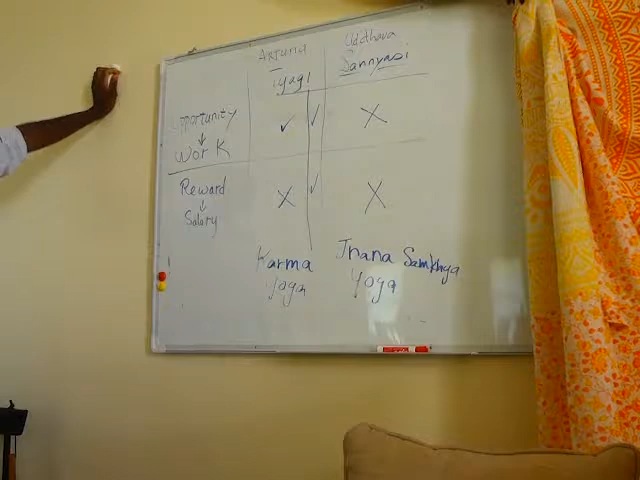 Arjuna
Uddhava
Tyagi
Sannyasi
Opportunity
↓
Work
✓ ✓ X
Reward
↓
Salary
X ✓ X
Karma
Yoga
Jnana Samkhya
Yoga